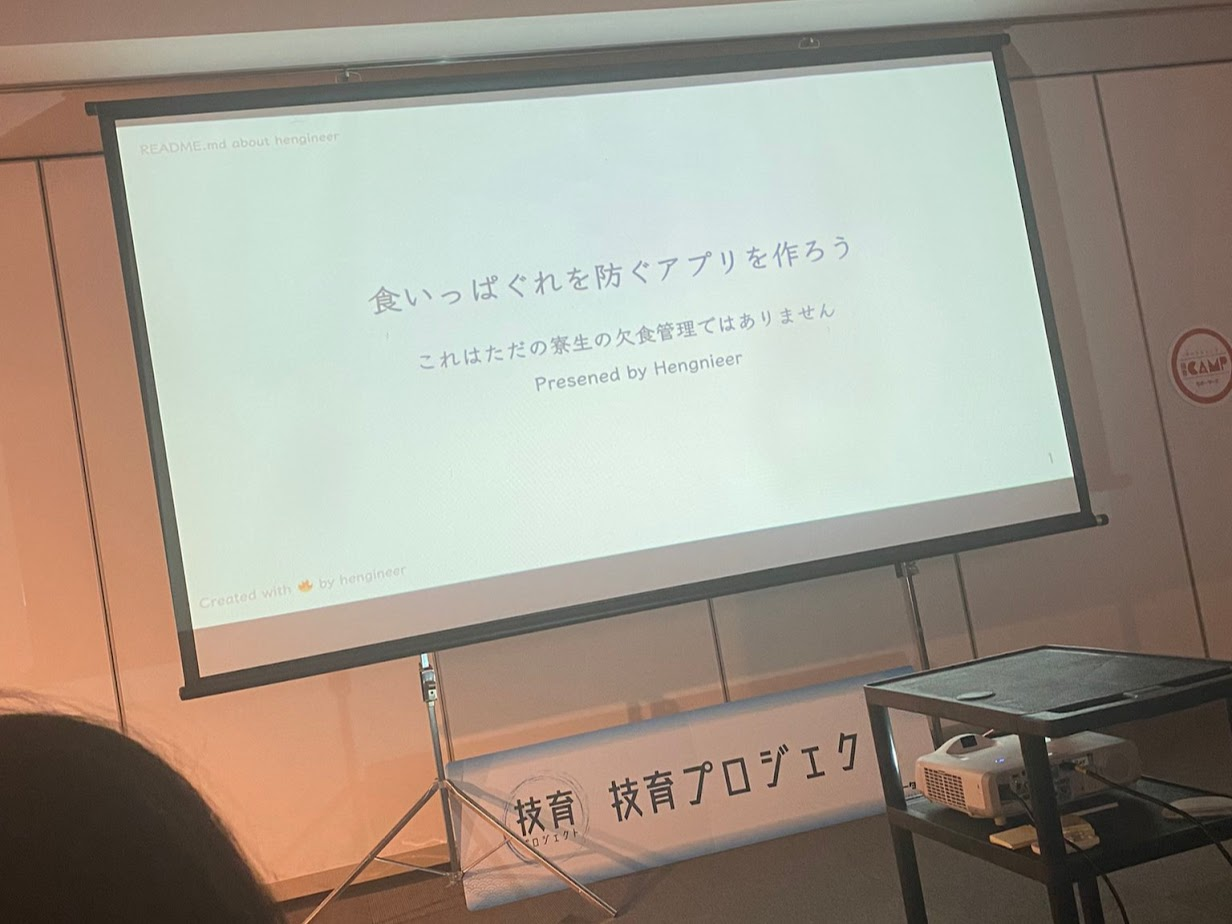 README.md about hengineer
食いっぱぐれを防ぐアプリを作ろう
これはただの寮生の欠食管理ではありません
Presened by Hengnieer
1
Created with 🔥 by hengineer
技育
プロジェクト
技育プロジェク
CAMP